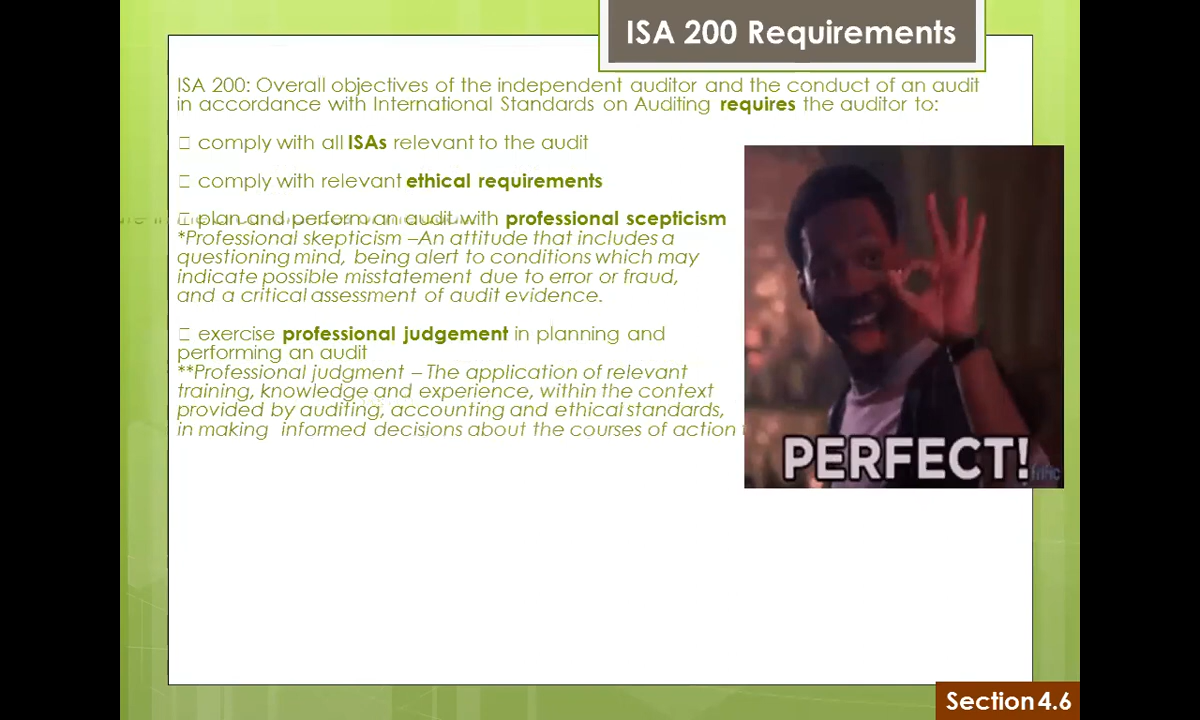 ISA 200 Requirements
ISA 200: Overall objectives of the independent auditor and the conduct of an audit
in accordance with International Standards on Auditing requires the auditor to:
comply with all ISAs relevant to the audit
comply with relevant ethical requirements
plan and perform an audit with professional scepticism
*Professional skepticism –An attitude that includes a
questioning mind, being alert to conditions which may
indicate possible misstatement due to error or fraud,
and a critical assessment of audit evidence.
exercise professional judgement in planning and
performing an audit
**Professional judgment – The application of relevant
training, knowledge and experience, within the context
provided by auditing, accounting and ethical standards,
in making informed decisions about the courses of action
PERFECT!
Section 4.6